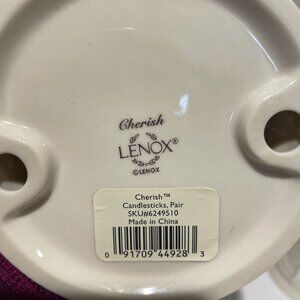 Cherish
LENOX®
©LENOX
Cherish™
Candlesticks, Pair
SKU#6249510
Made in China
0 91709 44928 3